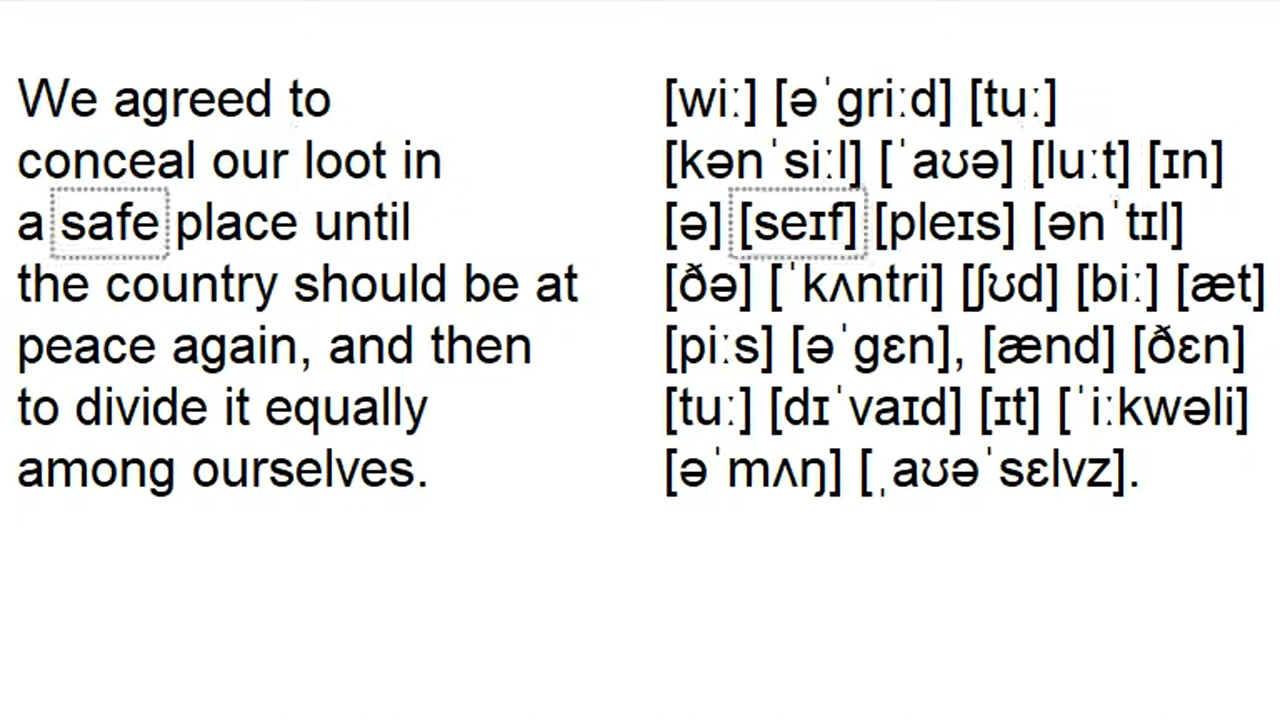 We agreed to
conceal our loot in
a safe place until
the country should be at
peace again, and then
to divide it equally
among ourselves.
[wiː] [əˈɡriːd] [tuː]
[kənˈsiːl] [ˈaʊə] [luːt] [ɪn]
[ə] [seɪf] [pleɪs] [ənˈtɪl]
[ðə] [ˈkʌntri] [ʃʊd] [biː] [æt]
[piːs] [əˈɡɛn], [ænd] [ðɛn]
[tuː] [dɪˈvaɪd] [ɪt] [ˈiːkwəli]
[əˈmʌŋ] [ˌaʊəˈsɛlvz].